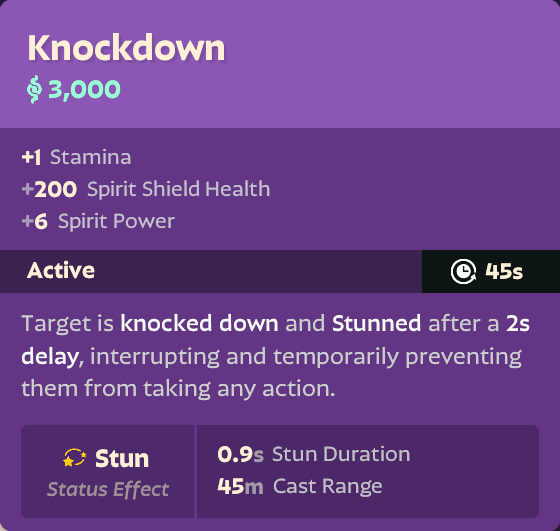 Knockdown
3,000
+1 Stamina
+200 Spirit Shield Health
+6 Spirit Power
Active 45s
Target is knocked down and Stunned after a 2s
delay, interrupting and temporarily preventing
them from taking any action.
Stun
Status Effect
0.9s Stun Duration
45m Cast Range